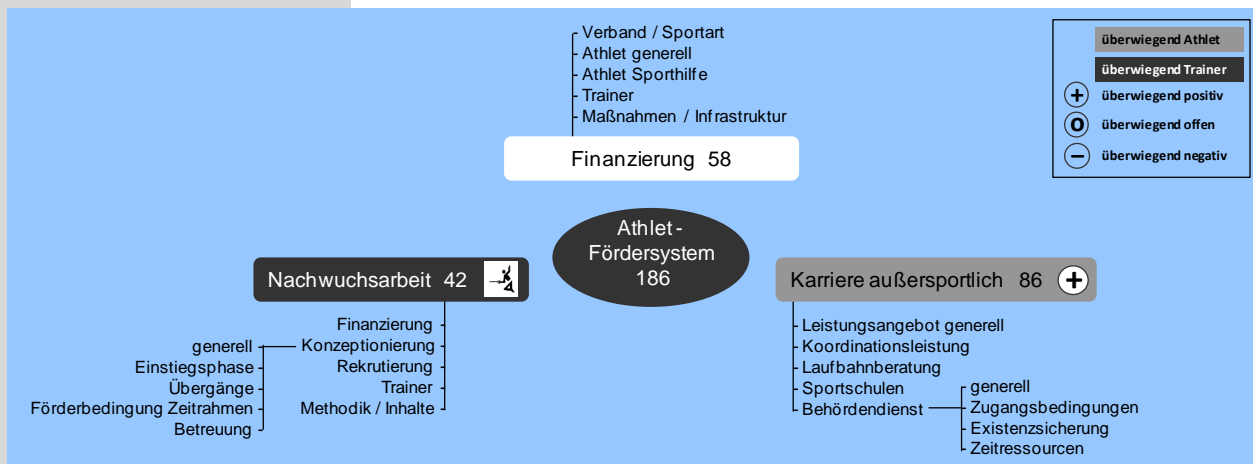 Verband / Sportart
Athlet generell
Athlet Sporthilfe
Trainer
Maßnahmen / Infrastruktur
Finanzierung 58
überwiegend Athlet
überwiegend Trainer
+ überwiegend positiv
O überwiegend offen
− überwiegend negativ
Athlet -
Fördersystem
186
Nachwuchsarbeit 42
Finanzierung
Konzeptionierung
Rekrutierung
Trainer
Methodik / Inhalte
generell
Einstiegsphase
Übergänge
Förderbedingung Zeitrahmen
Betreuung
Karriere außersportlich 86 +
Leistungsangebot generell
Koordinationsleistung
Laufbahnberatung
Sportschulen
Behördendienst
generell
Zugangsbedingungen
Existenzsicherung
Zeitressourcen